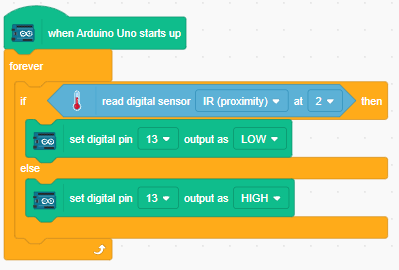 when Arduino Uno starts up
forever
if read digital sensor IR (proximity) at 2 then
set digital pin 13 output as LOW
else
set digital pin 13 output as HIGH